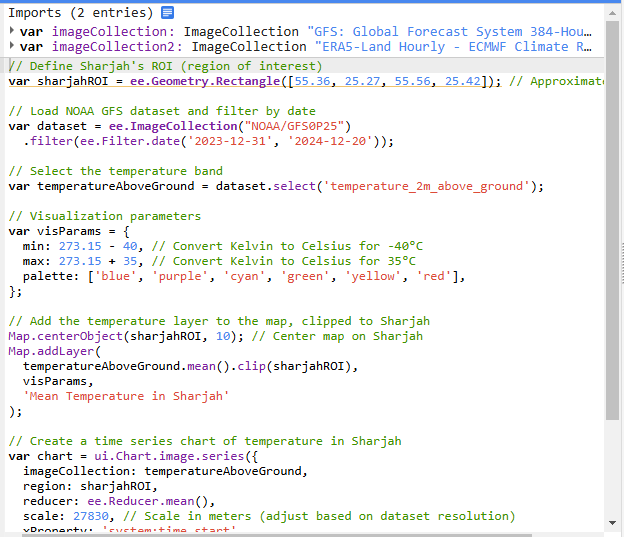 Imports (2 entries)
var imageCollection: ImageCollection "GFS: Global Forecast System 384-Hou…
var imageCollection2: ImageCollection "ERA5-Land Hourly - ECMWF Climate R…
// Define Sharjah's ROI (region of interest)
var sharjahROI = ee.Geometry.Rectangle([55.36, 25.27, 55.56, 25.42]); // Approximat
// Load NOAA GFS dataset and filter by date
var dataset = ee.ImageCollection("NOAA/GFS0P25")
  .filter(ee.Filter.date('2023-12-31', '2024-12-20'));
// Select the temperature band
var temperatureAboveGround = dataset.select('temperature_2m_above_ground');
// Visualization parameters
var visParams = {
  min: 273.15 - 40, // Convert Kelvin to Celsius for -40°C
  max: 273.15 + 35, // Convert Kelvin to Celsius for 35°C
  palette: ['blue', 'purple', 'cyan', 'green', 'yellow', 'red'],
};
// Add the temperature layer to the map, clipped to Sharjah
Map.centerObject(sharjahROI, 10); // Center map on Sharjah
Map.addLayer(
  temperatureAboveGround.mean().clip(sharjahROI),
  visParams,
  'Mean Temperature in Sharjah'
);
// Create a time series chart of temperature in Sharjah
var chart = ui.Chart.image.series({
  imageCollection: temperatureAboveGround,
  region: sharjahROI,
  reducer: ee.Reducer.mean(),
  scale: 27830, // Scale in meters (adjust based on dataset resolution)
  xProperty: 'system:time_start'